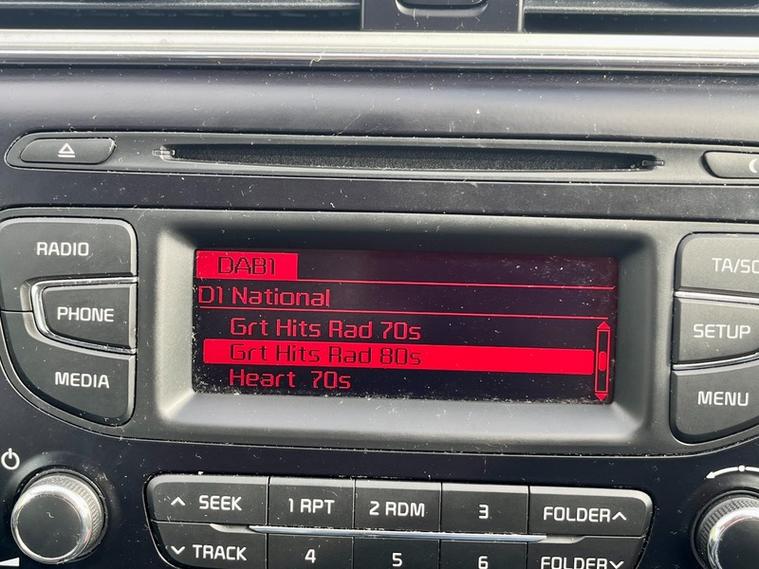 RADIO
PHONE
MEDIA
DAB1
D1 National
Grt Hits Rad 70s
Grt Hits Rad 80s
Heart 70s
SETUP
MENU
∧ SEEK
1 RPT
2 RDM
3
FOLDER∧
∨ TRACK
4
5
6
FOLDER∨